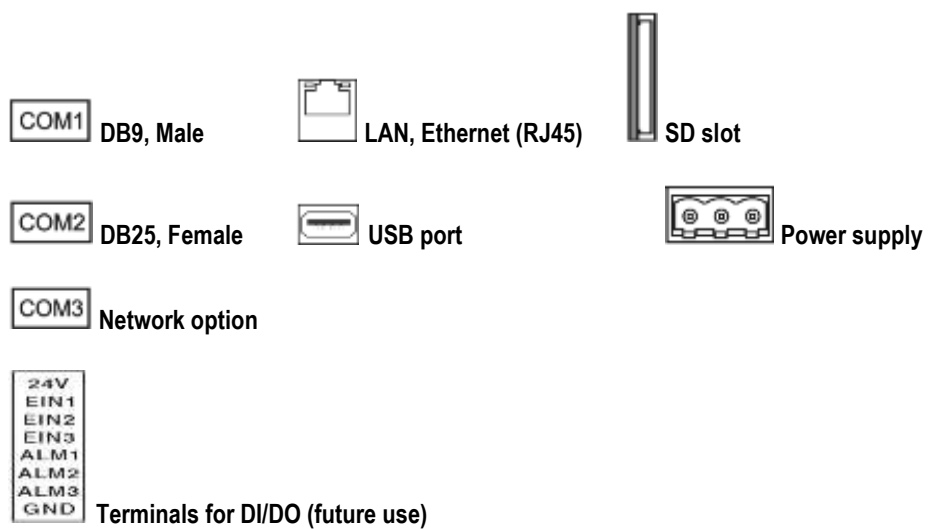 COM1 DB9, Male
LAN, Ethernet (RJ45)
SD slot
COM2 DB25, Female
USB port
Power supply
COM3 Network option
24V
EIN1
EIN2
EIN3
ALM1
ALM2
ALM3
GND
Terminals for DI/DO (future use)